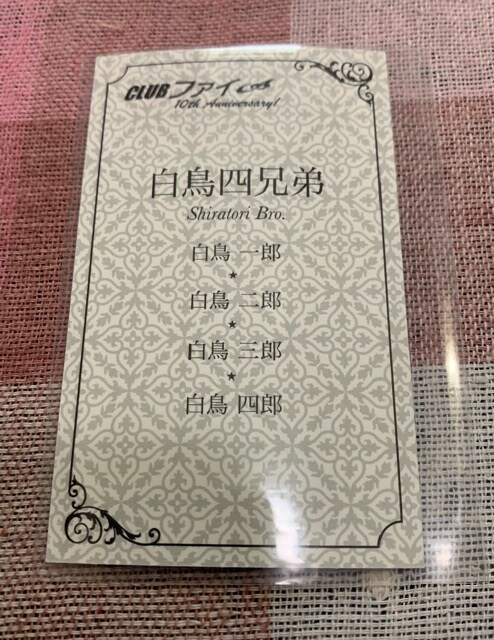 CLUB ファイ
10th Anniversary!
白鳥四兄弟
Shiratori Bro.
白鳥 一郎
★
白鳥 二郎
★
白鳥 三郎
★
白鳥 四郎